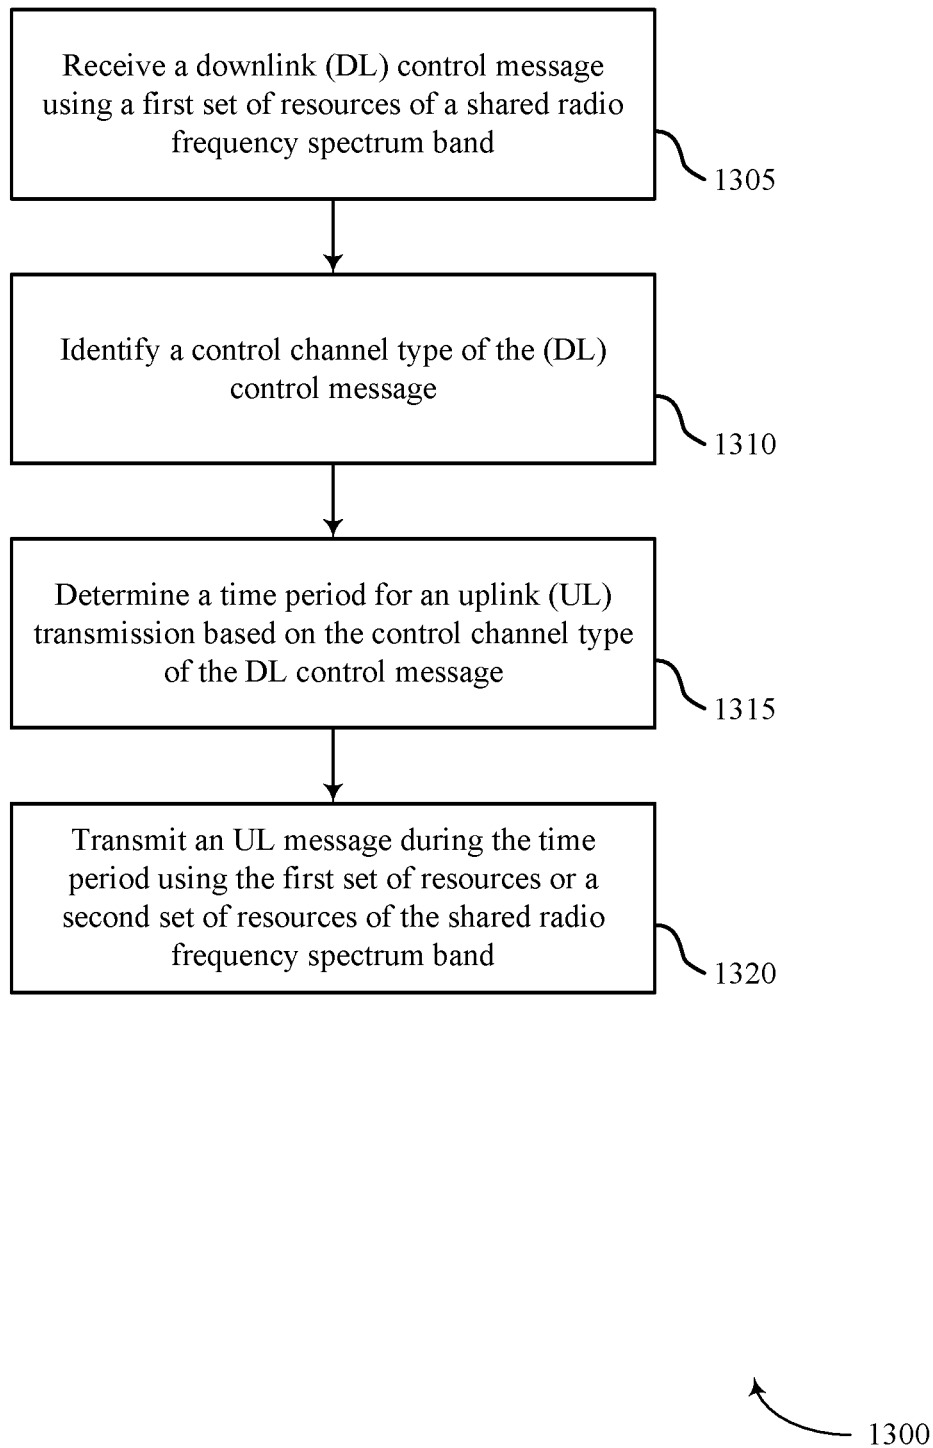 Receive a downlink (DL) control message
using a first set of resources of a shared radio
frequency spectrum band
1305
Identify a control channel type of the (DL)
control message
1310
Determine a time period for an uplink (UL)
transmission based on the control channel type
of the DL control message
1315
Transmit an UL message during the time
period using the first set of resources or a
second set of resources of the shared radio
frequency spectrum band
1320
1300